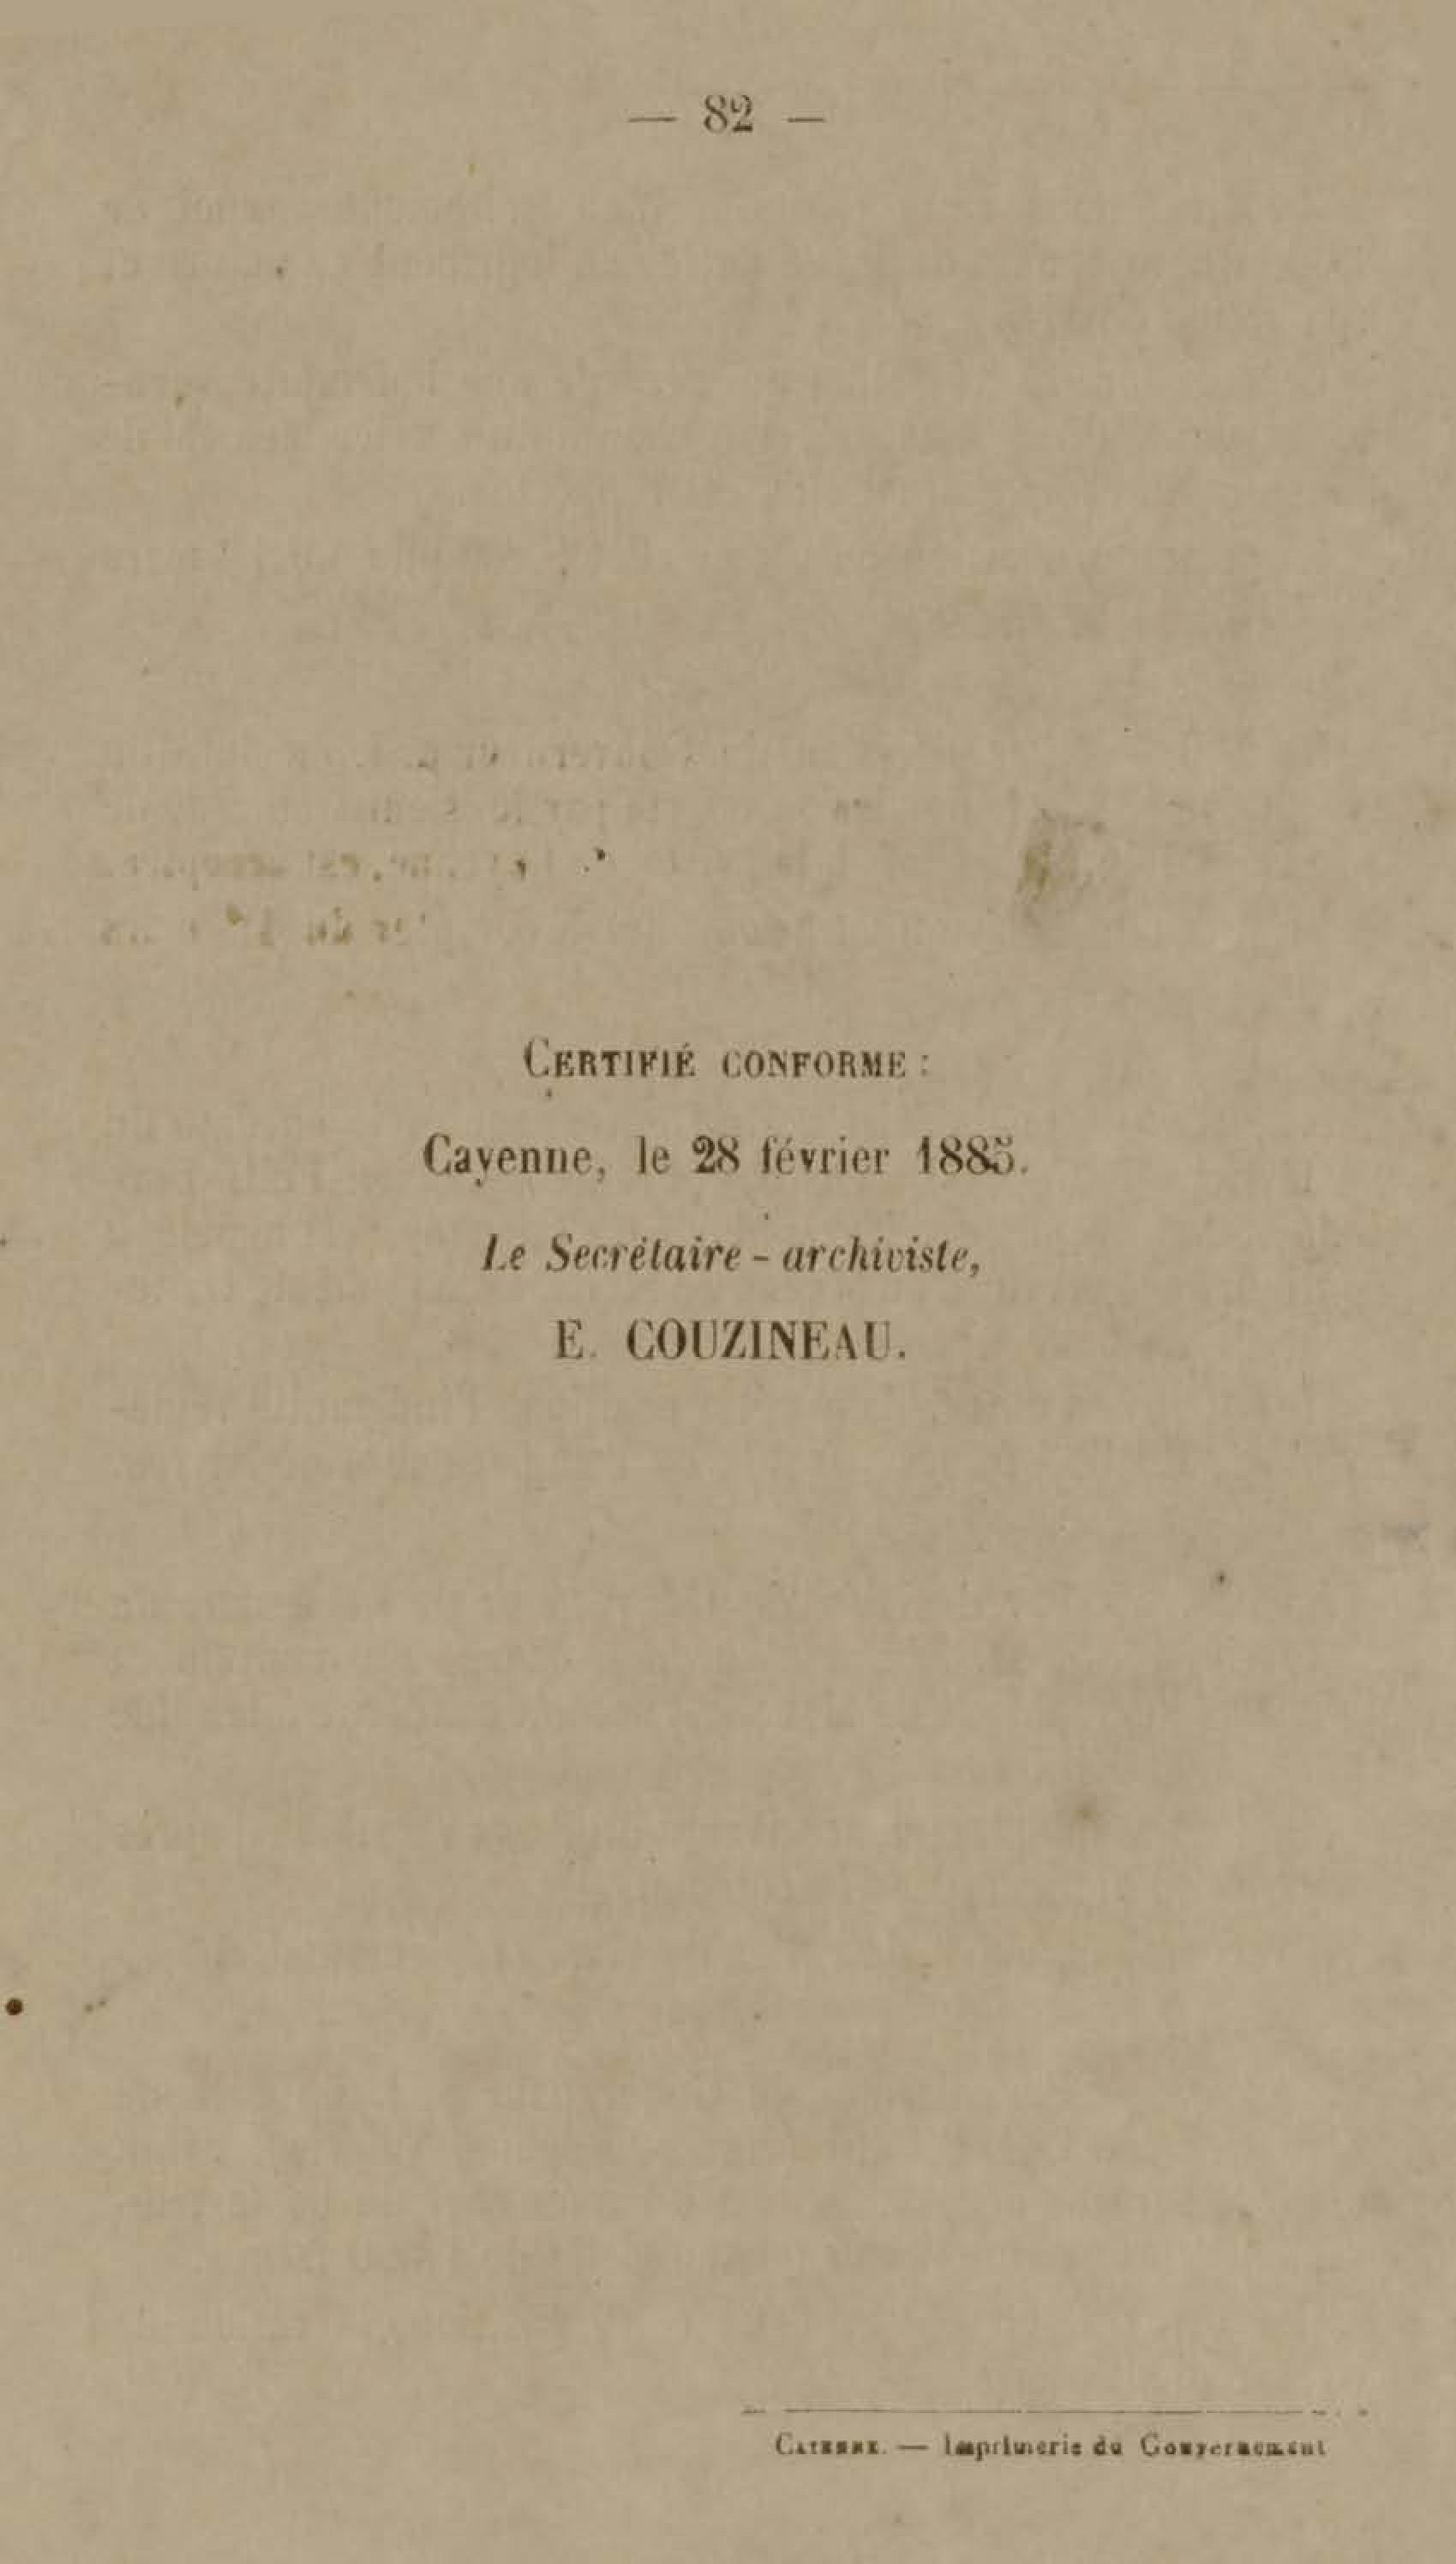 — 82 —
CERTIFIÉ CONFORME :
Cayenne, le 28 février 1885.
Le Secrétaire-archiviste,
E. COUZINEAU.
CAYENNE. — Imprimerie du Gouvernement